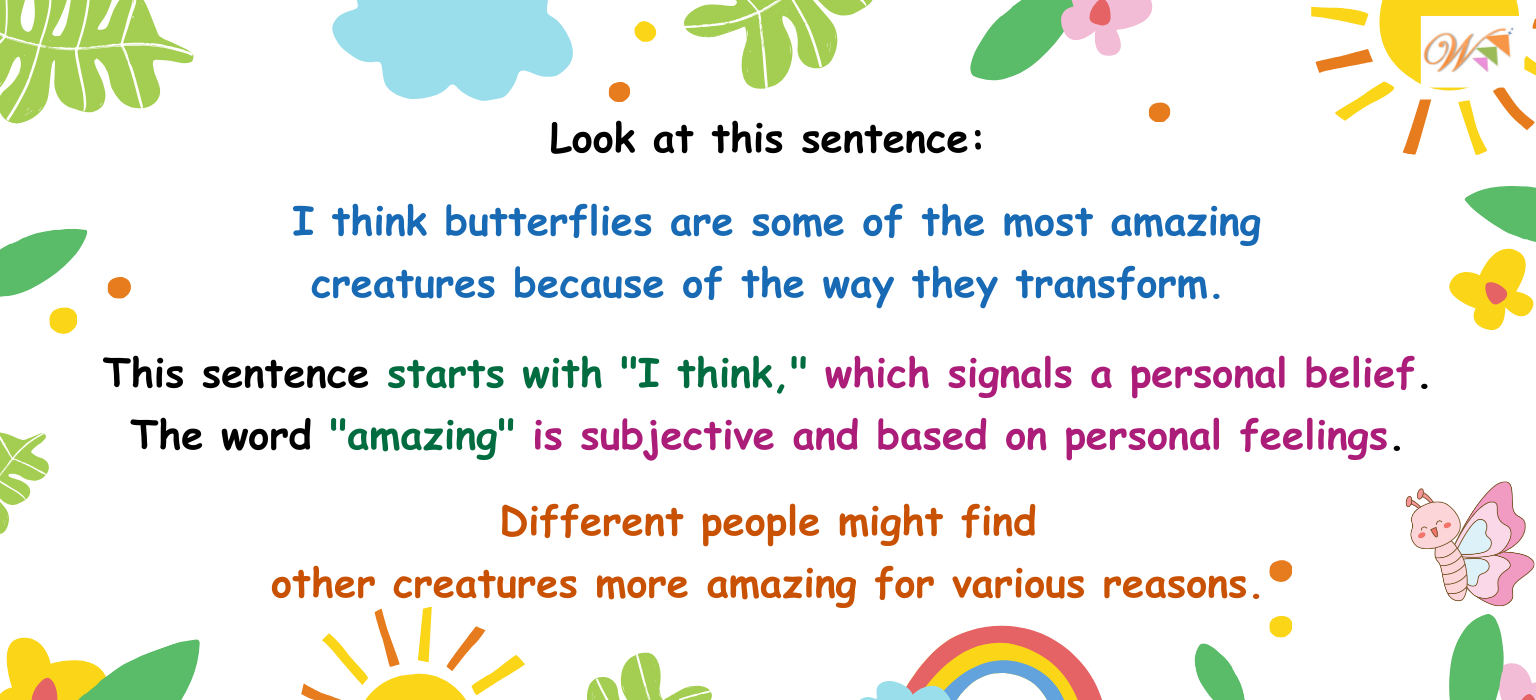 W
Look at this sentence:
I think butterflies are some of the most amazing
creatures because of the way they transform.
This sentence starts with "I think," which signals a personal belief.
The word "amazing" is subjective and based on personal feelings.
Different people might find
other creatures more amazing for various reasons.